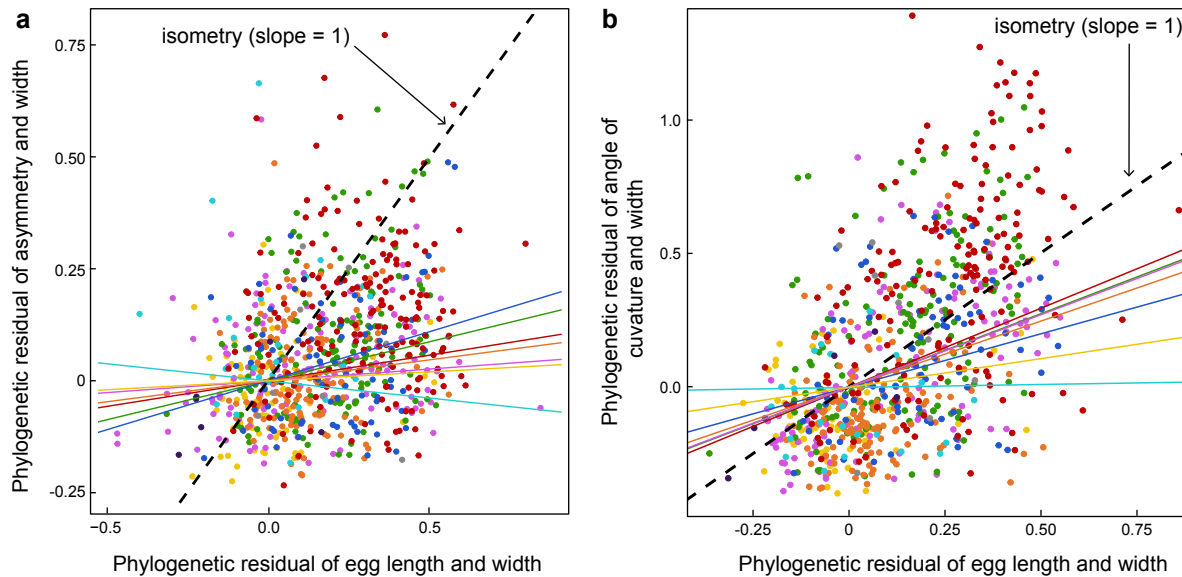 a
isometry (slope = 1)
Phylogenetic residual of asymmetry and width
0.75
0.50
0.25
0
-0.25
−0.5
0.0
0.5
Phylogenetic residual of egg length and width
b
isometry (slope = 1)
Phylogenetic residual of angle of
cuvature and width
1.0
0.5
0.0
-0.25
0
0.25
0.50
0.75
Phylogenetic residual of egg length and width